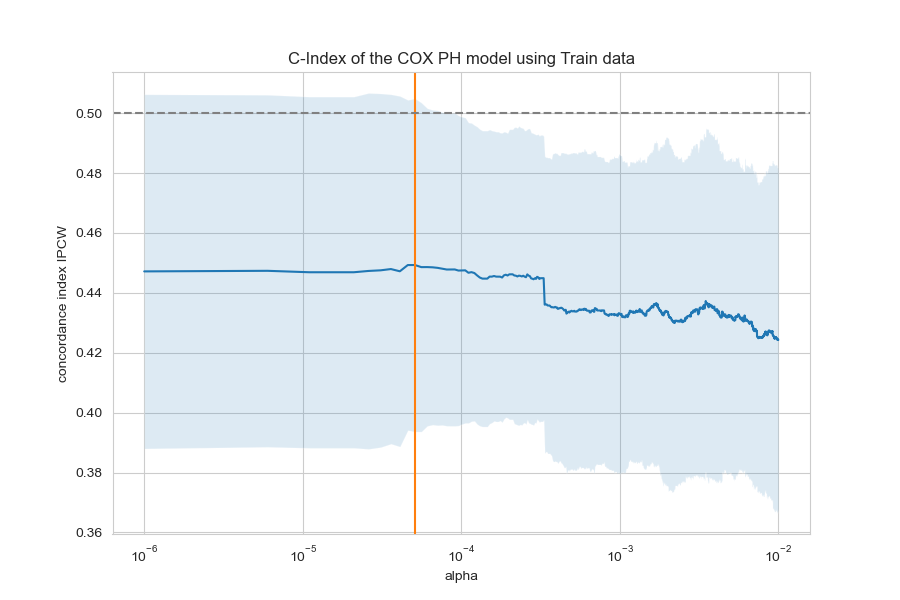 C-Index of the COX PH model using Train data
concordance index IPCW
0.50
0.48
0.46
0.44
0.42
0.40
0.38
0.36
10⁻⁶ 10⁻⁵ 10⁻⁴ 10⁻³ 10⁻²
alpha